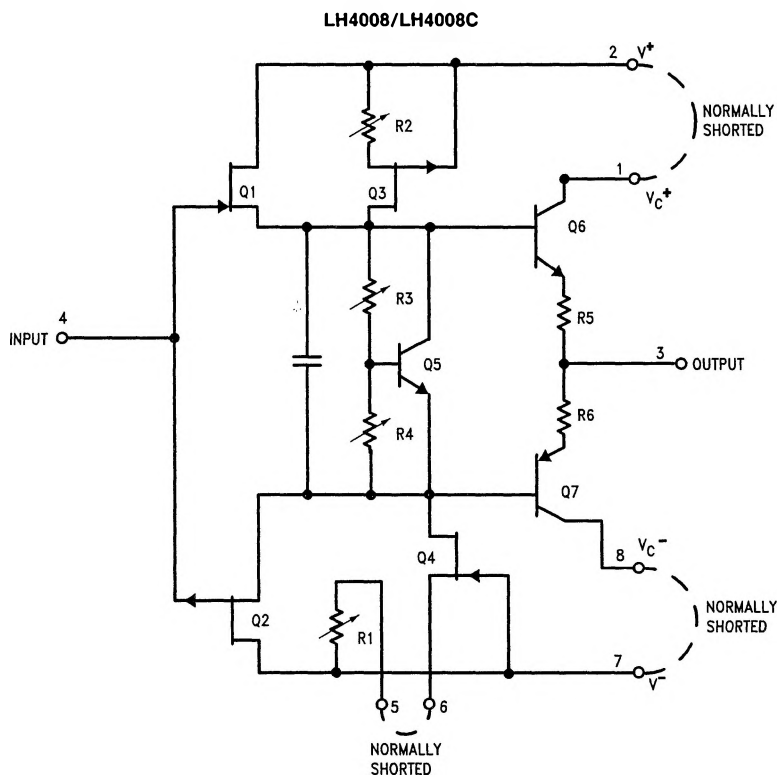 LH4008/LH4008C
2 V+
NORMALLY
SHORTED
R2
Q1
Q3
1
VC+
Q6
R3
R5
4
INPUT
3
OUTPUT
Q5
R6
R4
Q7
VC-
8
Q4
NORMALLY
SHORTED
Q2
R1
7
V-
5 6
NORMALLY
SHORTED